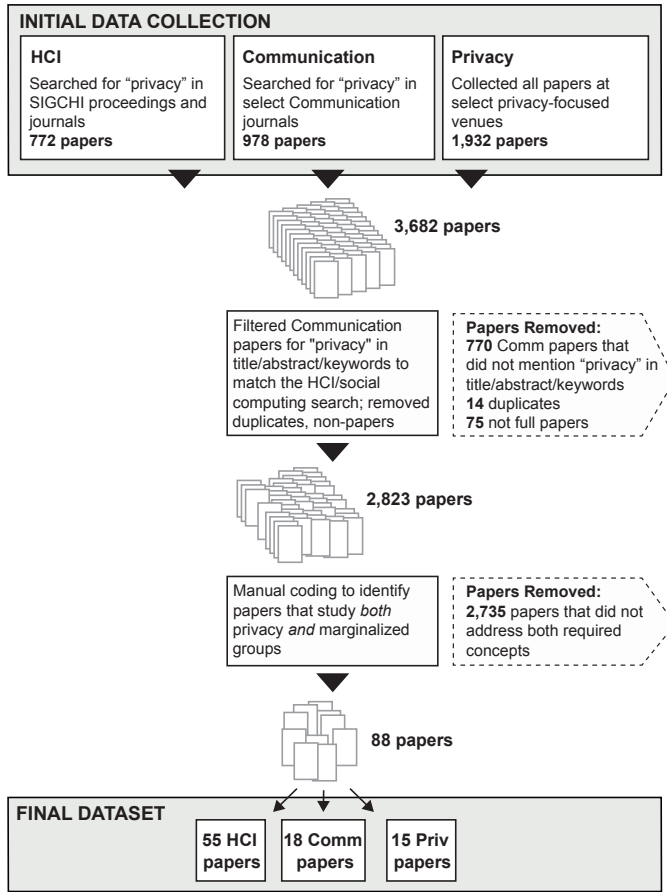 INITIAL DATA COLLECTION
HCI
Searched for “privacy” in
SIGCHI proceedings and
journals
772 papers
Communication
Searched for “privacy” in
select Communication
journals
978 papers
Privacy
Collected all papers at
select privacy-focused
venues
1,932 papers
3,682 papers
Filtered Communication
papers for "privacy" in
title/abstract/keywords to
match the HCI/social
computing search; removed
duplicates, non-papers
Papers Removed:
770 Comm papers that
did not mention “privacy” in
title/abstract/keywords
14 duplicates
75 not full papers
2,823 papers
Manual coding to identify
papers that study both
privacy and marginalized
groups
Papers Removed:
2,735 papers that did not
address both required
concepts
88 papers
FINAL DATASET
55 HCI
papers
18 Comm
papers
15 Priv
papers